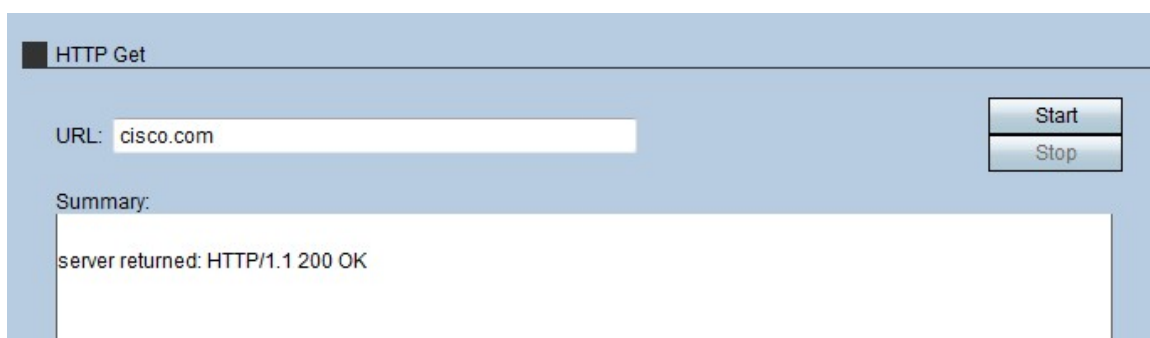 HTTP Get
URL: cisco.com
Start
Stop
Summary:
server returned: HTTP/1.1 200 OK